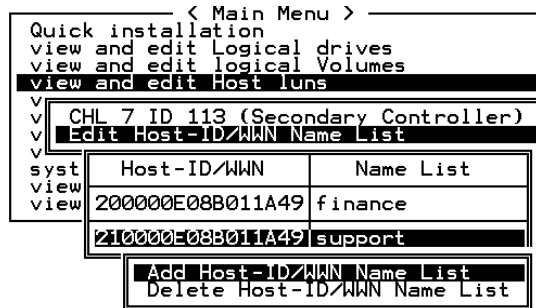 < Main Menu >
Quick installation
view and edit Logical drives
view and edit logical Volumes
view and edit Host luns
v
v CHL 7 ID 113 (Secondary Controller)
v Edit Host-ID/WWN Name List
v
syst Host-ID/WWN Name List
view
view 200000E08B011A49 finance
210000E08B011A49 support
Add Host-ID/WWN Name List
Delete Host-ID/WWN Name List